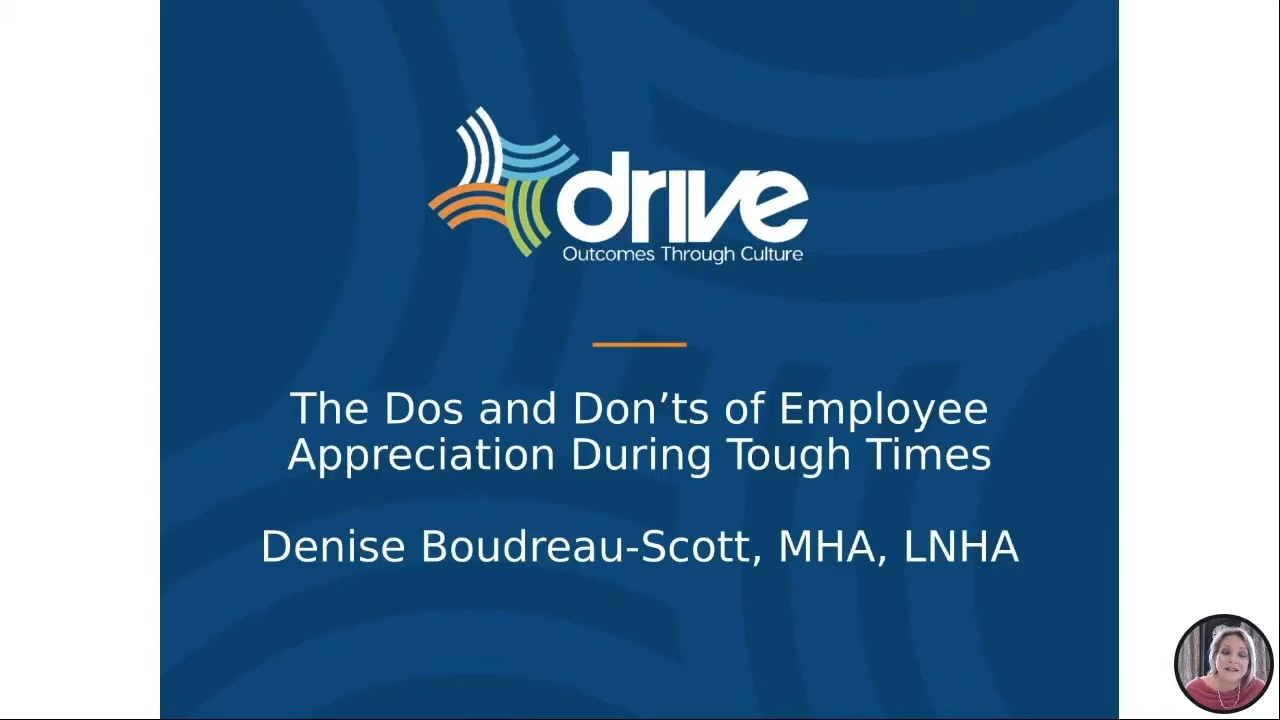 drive
Outcomes Through Culture
The Dos and Don’ts of Employee
Appreciation During Tough Times
Denise Boudreau-Scott, MHA, LNHA